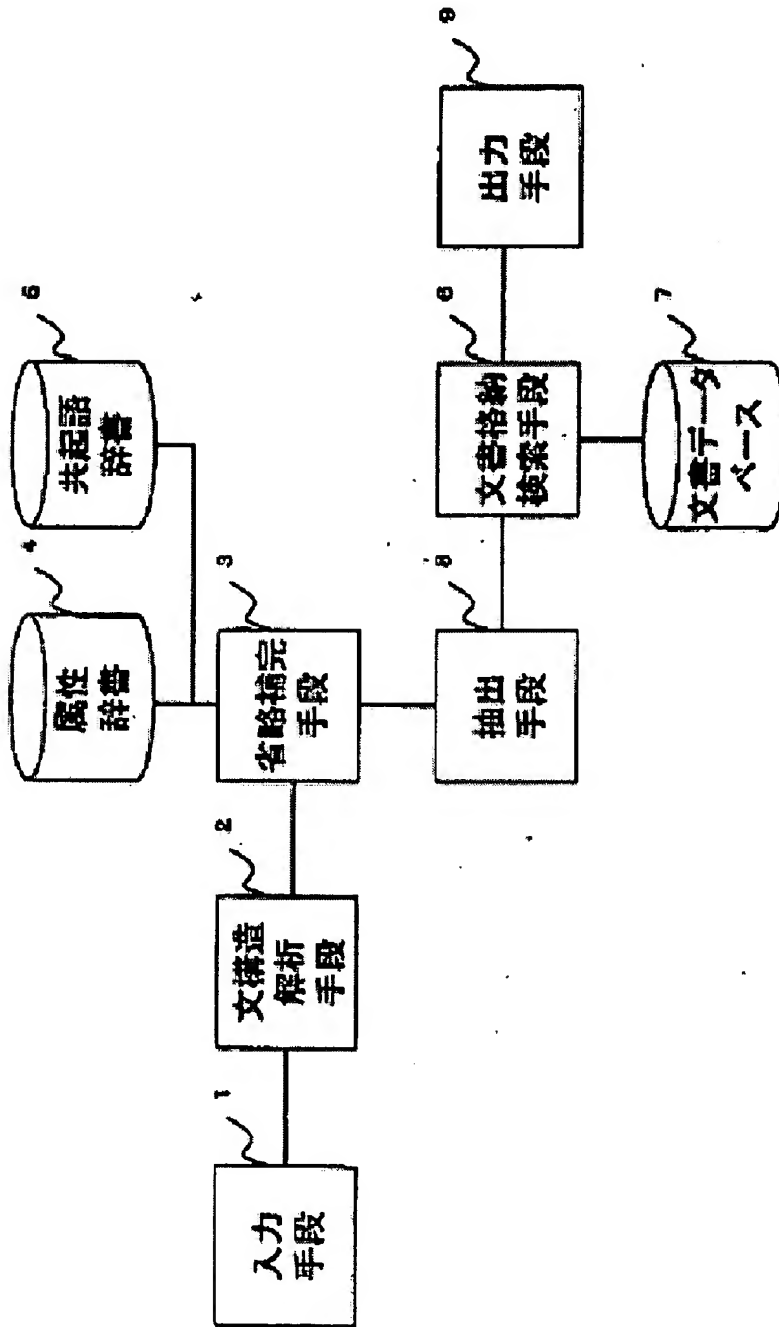 入力
手段
1
文構造
解析
手段
2
省略補完
手段
3
属性
辞書
4
共起語
辞書
5
抽出
手段
8
文書格納
検索手段
6
文書データ
ベース
7
出力
手段
9